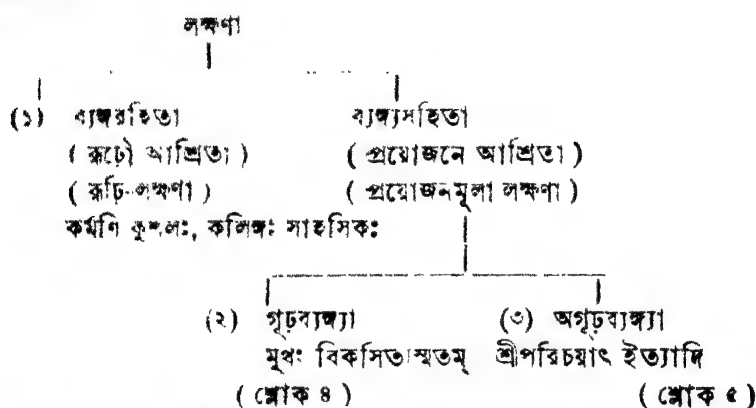 লক্ষণা
(১) ব্যঙ্গরহিতা ব্যঙ্গ্যসহিতা
( রূঢ়ৌ আশ্রিতা ) ( প্রয়োজনে আশ্রিতা )
( রূঢ়ি-লক্ষণা ) ( প্রয়োজনমূলা লক্ষণা )
কর্মণি কুশলঃ, কলিঙ্গঃ সাহসিকঃ
(২) গূঢ়ব্যঙ্গ্যা (৩) অগূঢ়ব্যঙ্গ্যা
মুখং বিকসিতস্মিতম্ শ্রীপরিচয়াৎ ইত্যাদি
( শ্লোক ৪ ) ( শ্লোক ৫ )